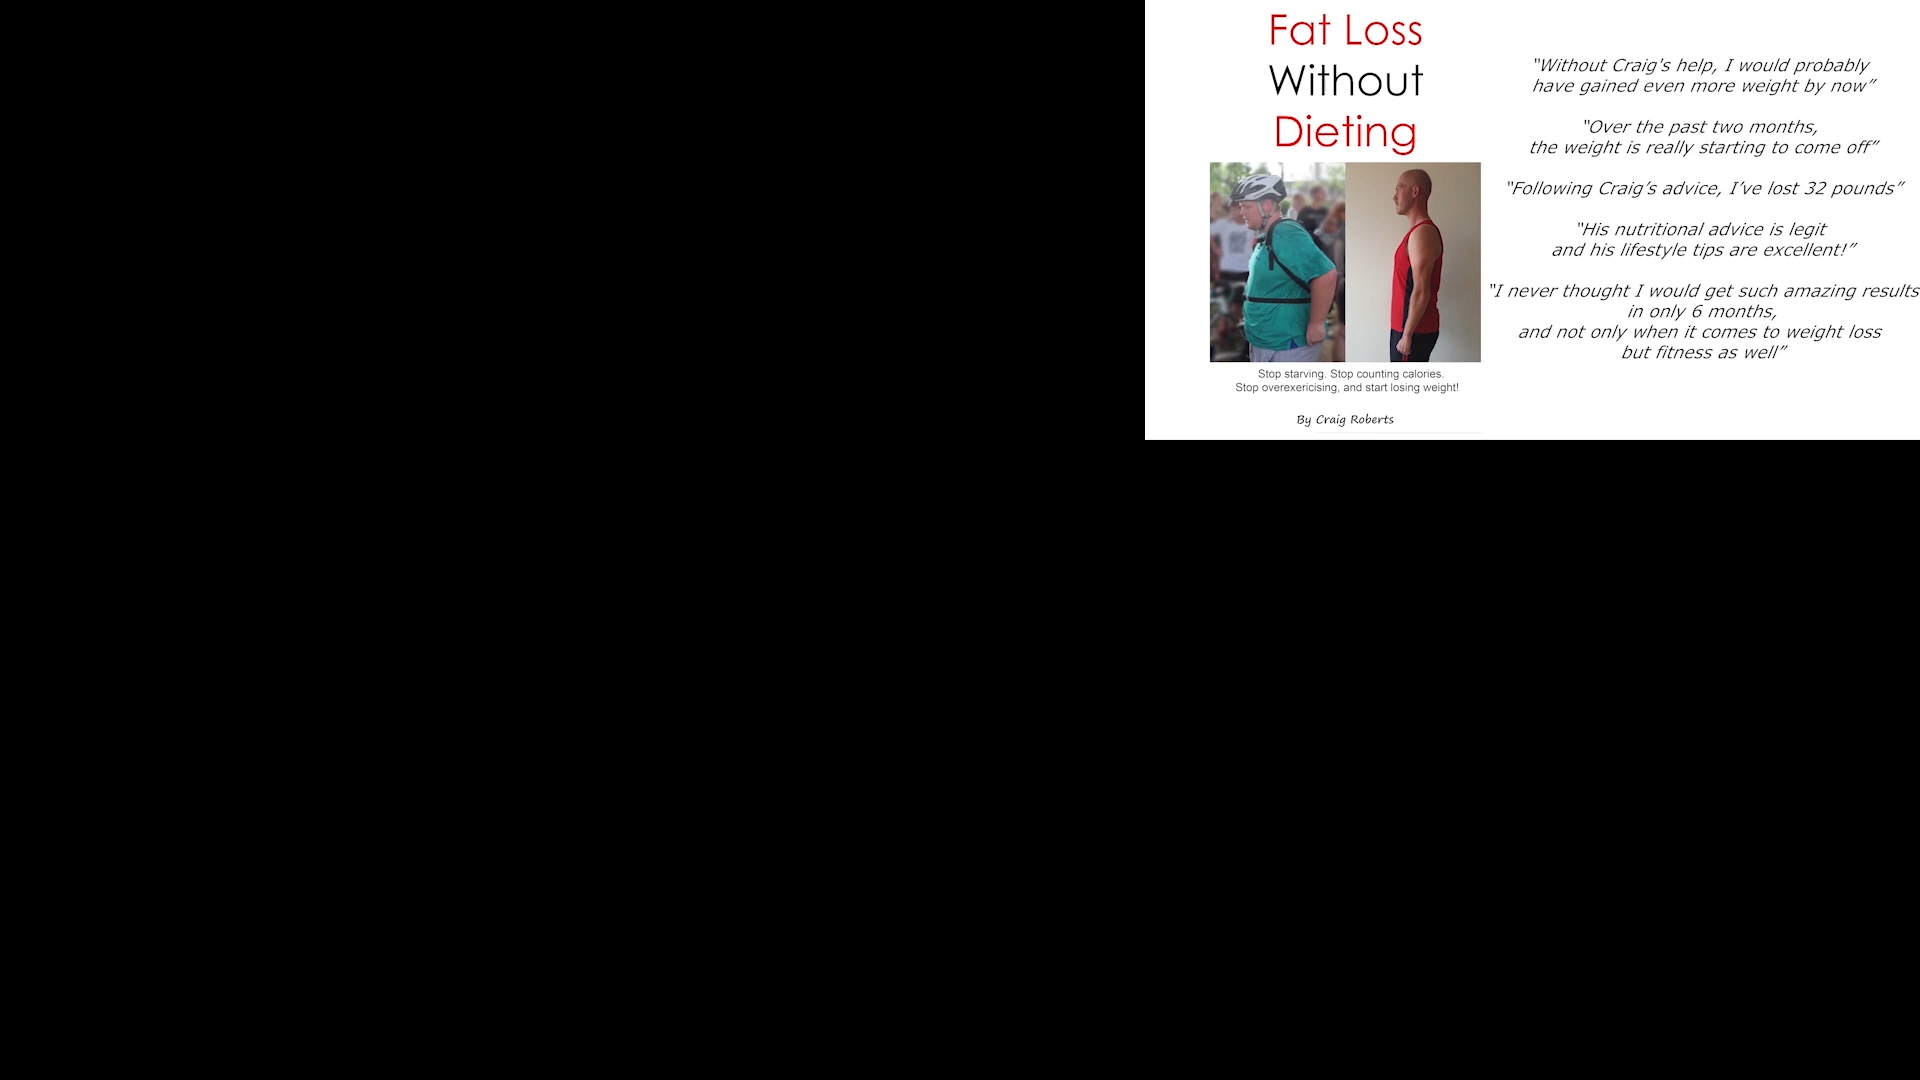 Fat Loss
Without
Dieting
Stop starving. Stop counting calories.
Stop overexericising, and start losing weight!
By Craig Roberts
"Without Craig's help, I would probably
have gained even more weight by now”
"Over the past two months,
the weight is really starting to come off”
"Following Craig’s advice, I’ve lost 32 pounds”
"His nutritional advice is legit
and his lifestyle tips are excellent!”
"I never thought I would get such amazing results
in only 6 months,
and not only when it comes to weight loss
but fitness as well”